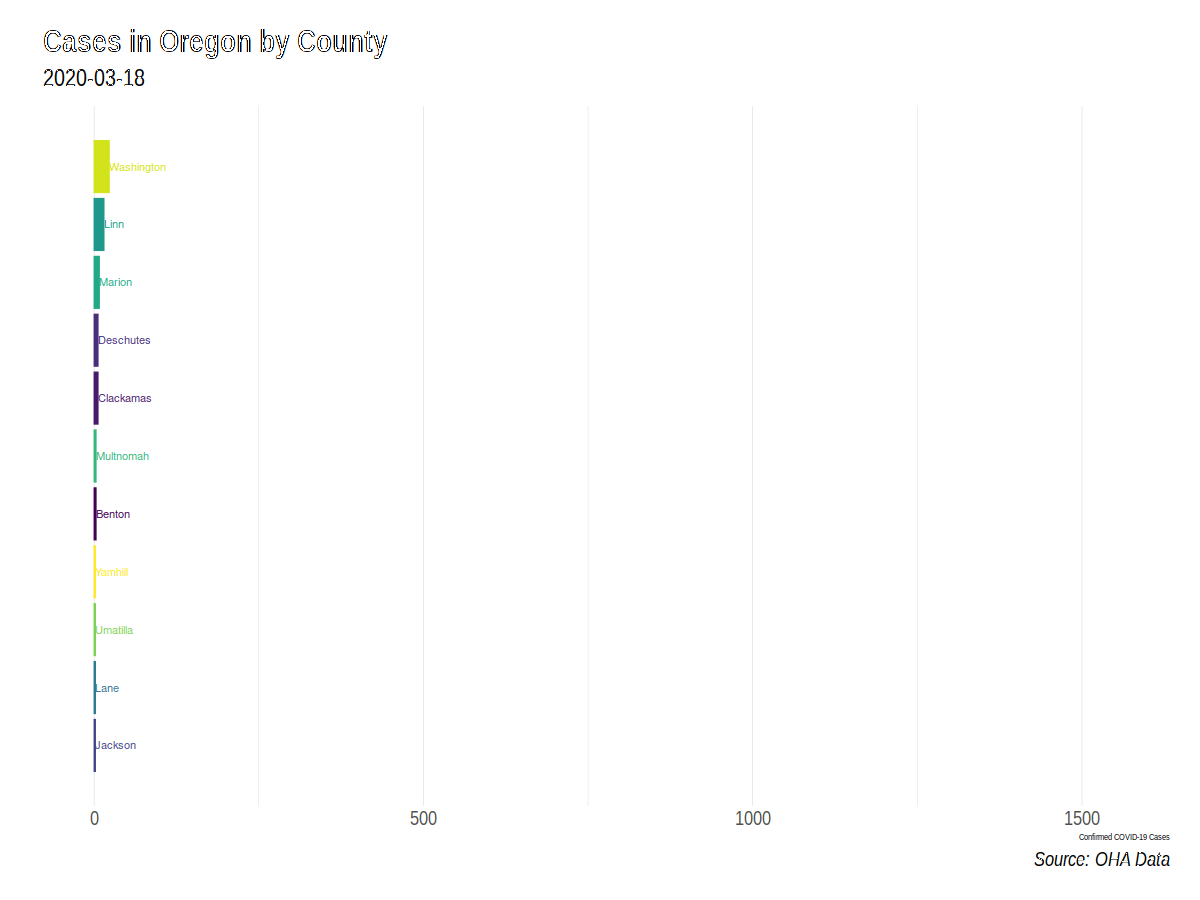 Cases in Oregon by County
2020-03-18
Washington
Linn
Marion
Deschutes
Clackamas
Multnomah
Benton
Yamhill
Umatilla
Lane
Jackson
0 500 1000 1500
Confirmed COVID-19 Cases
Source: OHA Data